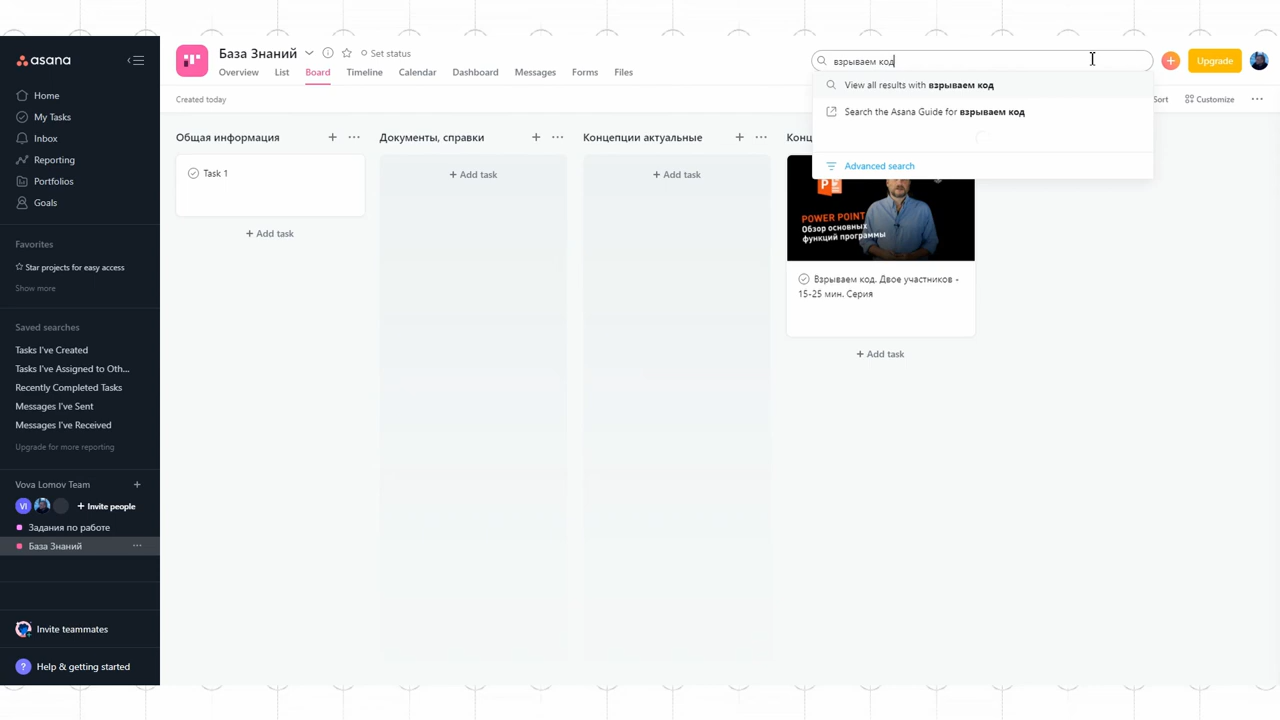 asana
Home
My Tasks
Inbox
Reporting
Portfolios
Goals
Favorites
Star projects for easy access
Show more
Saved searches
Tasks I've Created
Tasks I've Assigned to Oth...
Recently Completed Tasks
Messages I've Sent
Messages I've Received
Upgrade for more reporting
Vova Lomov Team
VI
Invite people
Задания по работе
База Знаний
Invite teammates
? Help & getting started
База Знаний
Set status
Overview List Board Timeline Calendar Dashboard Messages Forms Files
взрываем код
Upgrade
View all results with взрываем код
Search the Asana Guide for взрываем код
Advanced search
Created today
Sort
Customize
Общая информация
Task 1
+ Add task
Документы, справки
+ Add task
Концепции актуальные
+ Add task
Конц
P
POWER POINT
Обзор основных
функций программы
Взрываем код. Двое участников -
15-25 мин. Серия
+ Add task